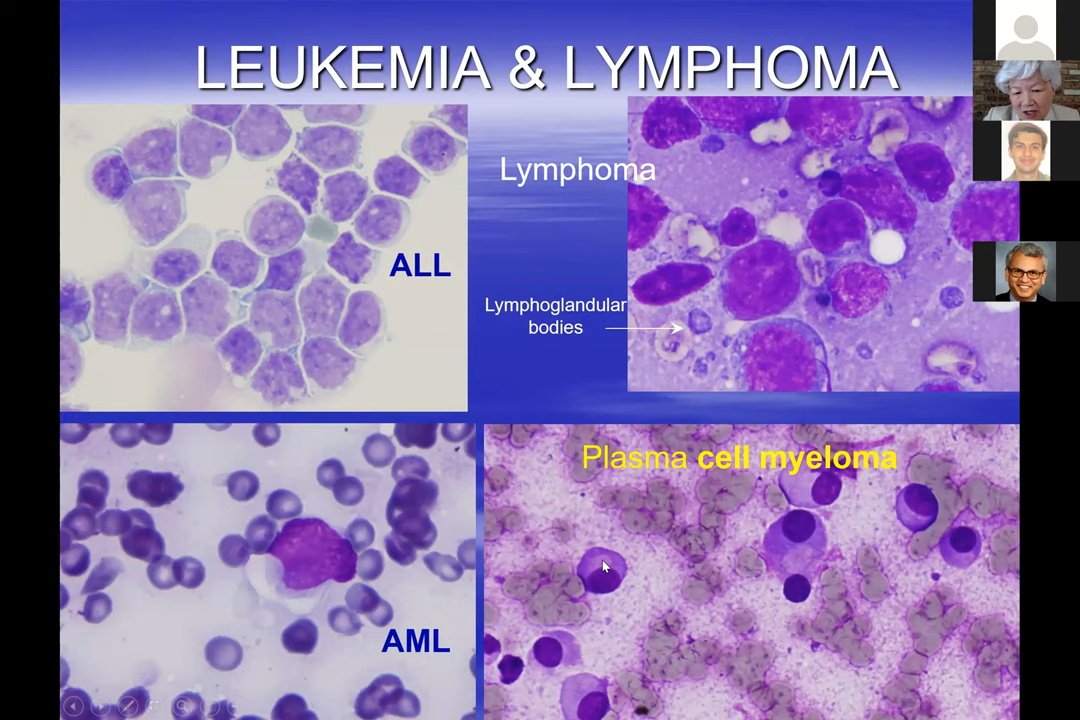 LEUKEMIA & LYMPHOMA
Lymphoma
ALL
Lymphoglandular
bodies
Plasma cell myeloma
AML